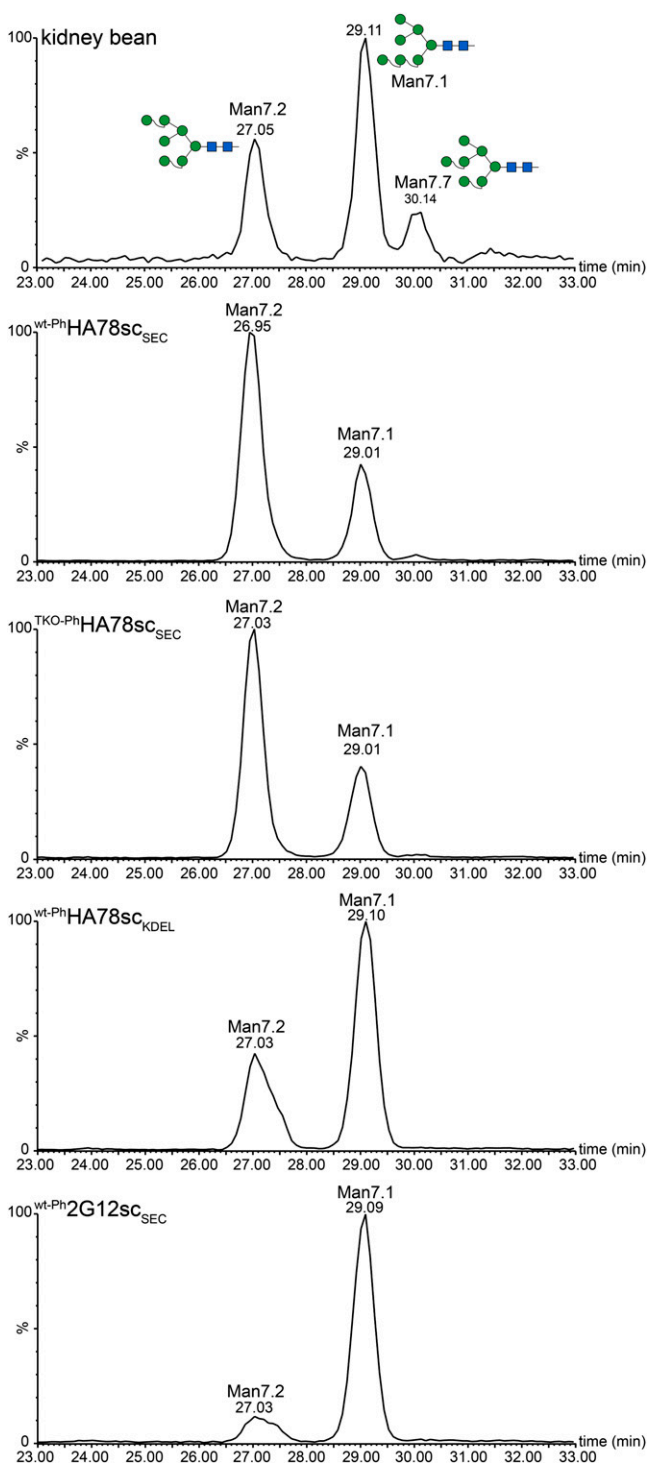 kidney bean
100
%
0
Man7.2
27.05
29.11
Man7.1
Man7.7
30.14
23.00 24.00 25.00 26.00 27.00 28.00 29.00 30.00 31.00 32.00 33.00 time (min)
wt-PhHA78scSEC
100
%
0
Man7.2
26.95
Man7.1
29.01
23.00 24.00 25.00 26.00 27.00 28.00 29.00 30.00 31.00 32.00 33.00 time (min)
TKO-PhHA78scSEC
100
%
0
Man7.2
27.03
Man7.1
29.01
23.00 24.00 25.00 26.00 27.00 28.00 29.00 30.00 31.00 32.00 33.00 time (min)
wt-PhHA78scKDEL
100
%
0
Man7.2
27.03
Man7.1
29.10
23.00 24.00 25.00 26.00 27.00 28.00 29.00 30.00 31.00 32.00 33.00 time (min)
wt-Ph2G12scSEC
100
%
0
Man7.2
27.03
Man7.1
29.09
23.00 24.00 25.00 26.00 27.00 28.00 29.00 30.00 31.00 32.00 33.00 time (min)